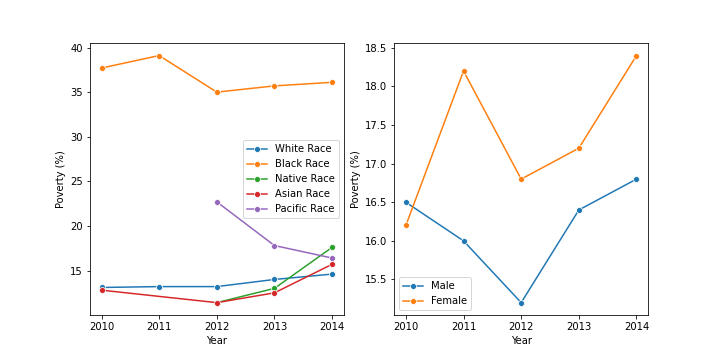 40
35
30
25
20
15
Poverty (%)
2010 2011 2012 2013 2014
Year
White Race
Black Race
Native Race
Asian Race
Pacific Race
18.5
18.0
17.5
17.0
16.5
16.0
15.5
Poverty (%)
2010 2011 2012 2013 2014
Year
Male
Female